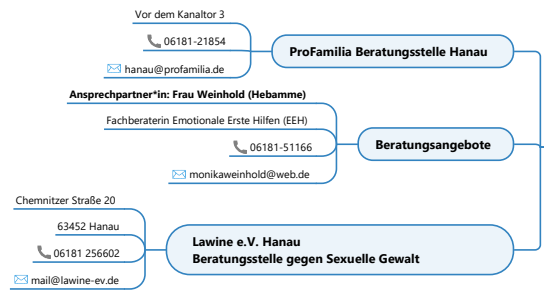 Vor dem Kanaltor 3
06181-21854
hanau@profamilia.de
ProFamilia Beratungsstelle Hanau
Ansprechpartner*in: Frau Weinhold (Hebamme)
Fachberaterin Emotionale Erste Hilfen (EEH)
06181-51166
monikaweinhold@web.de
Beratungsangebote
Chemnitzer Straße 20
63452 Hanau
06181 256602
mail@lawine-ev.de
Lawine e.V. Hanau
Beratungsstelle gegen Sexuelle Gewalt